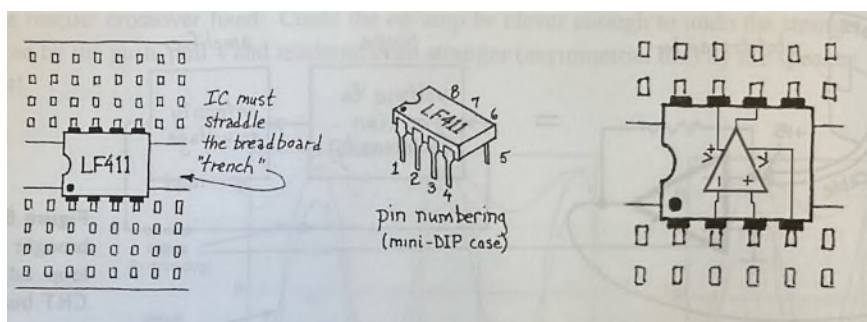 IC must
straddle
the breadboard
"trench"
LF411
8
7
6
LF411
5
1
2
3
4
pin numbering
(mini-DIP case)
V+
V-
- +